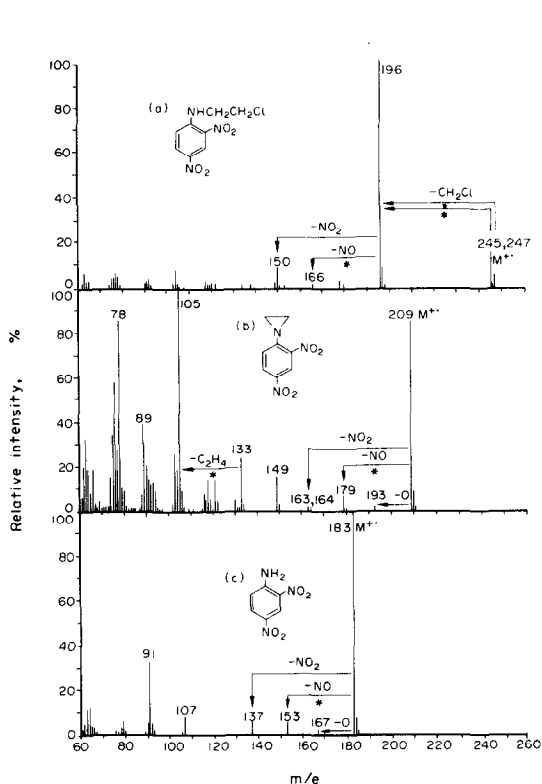 100
80
60
40
20
0
(a) NHCH₂CH₂Cl
NO₂
NO₂
196
-CH₂Cl
*
*
-NO₂
-NO
*
150
166
245,247
M⁺·
100
80
60
40
20
0
78
105
89
133
149
163,164
179
193 -O
209 M⁺·
(b)
N
NO₂
NO₂
-C₂H₄
*
-NO₂
-NO
*
100
80
60
40
20
0
183 M⁺·
(c)
NH₂
NO₂
NO₂
91
107
137
153
167 -O
-NO₂
-NO
*
60 80 100 120 140 160 180 200 220 240 260
m/e
Relative intensity, %